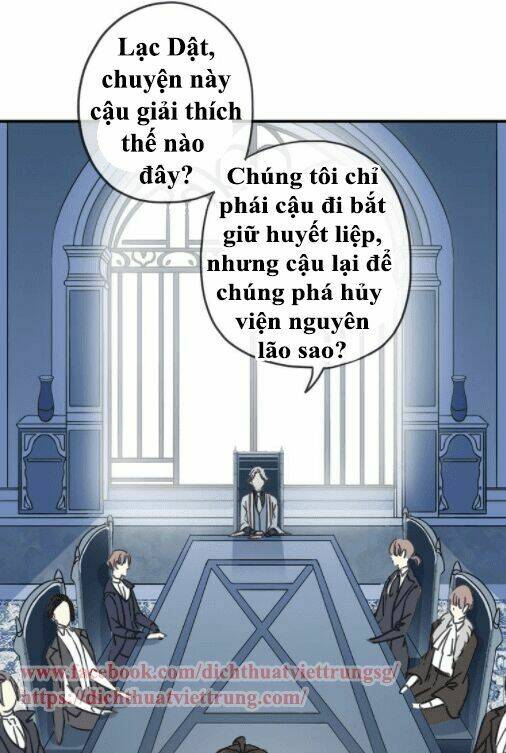 Lạc Dật,
chuyện này
cậu giải thích
thế nào
đây?
Chúng tôi chỉ
phái cậu đi bắt
giữ huyết liệp,
nhưng cậu lại để
chúng phá hủy
viện nguyên
lão sao?
www.facebook.com/dichthuatviettrungsg/
https://dichthuatviettrung.com/